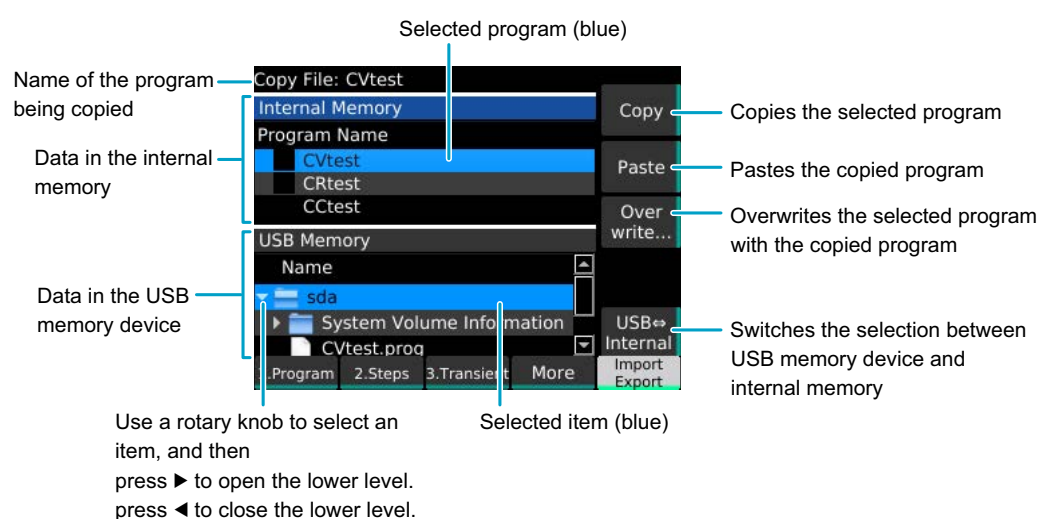 Selected program (blue)
Name of the program
being copied
Copy File: CVtest
Internal Memory
Program Name
CVtest
CRtest
CCtest
Data in the internal
memory
USB Memory
Name
sda
System Volume Information
CVtest.prog
Data in the USB
memory device
Copy
Copies the selected program
Paste
Pastes the copied program
Over
write...
Overwrites the selected program
with the copied program
USB⇔
Internal
Switches the selection between
USB memory device and
internal memory
1.Program 2.Steps 3.Transient More Import
Export
Use a rotary knob to select an
item, and then
press ▶ to open the lower level.
press ◀ to close the lower level.
Selected item (blue)